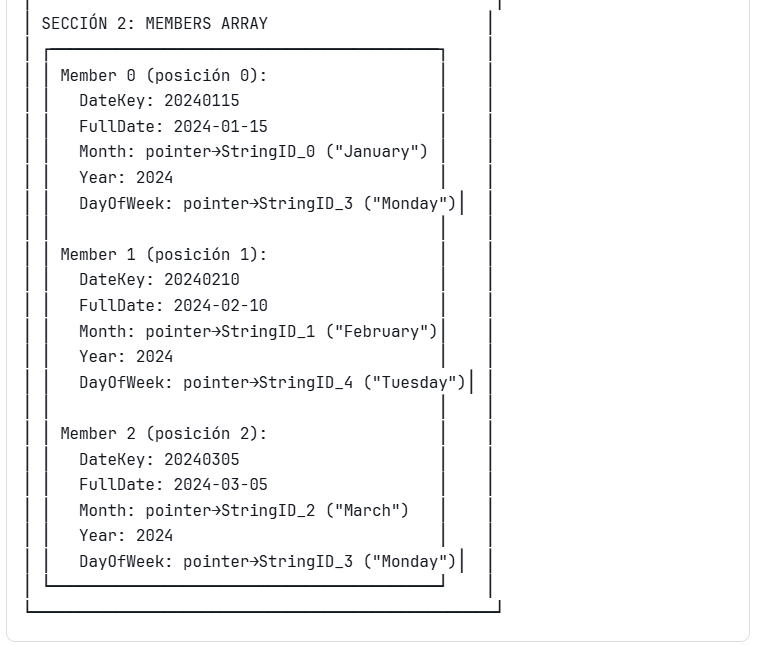 SECCIÓN 2: MEMBERS ARRAY
Member 0 (posición 0):
DateKey: 20240115
FullDate: 2024-01-15
Month: pointer→StringID_0 ("January")
Year: 2024
DayOfWeek: pointer→StringID_3 ("Monday")
Member 1 (posición 1):
DateKey: 20240210
FullDate: 2024-02-10
Month: pointer→StringID_1 ("February")
Year: 2024
DayOfWeek: pointer→StringID_4 ("Tuesday")
Member 2 (posición 2):
DateKey: 20240305
FullDate: 2024-03-05
Month: pointer→StringID_2 ("March")
Year: 2024
DayOfWeek: pointer→StringID_3 ("Monday")